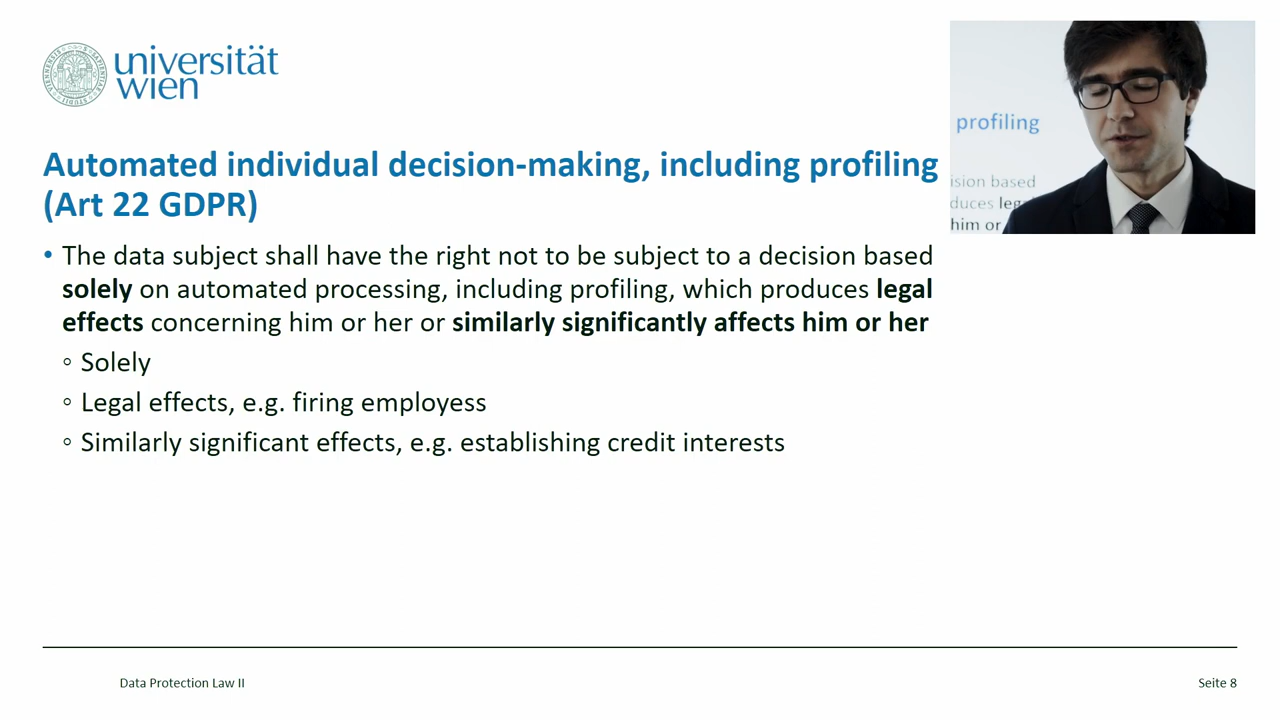 universität
wien
Automated individual decision-making, including profiling
(Art 22 GDPR)
• The data subject shall have the right not to be subject to a decision based
solely on automated processing, including profiling, which produces legal
effects concerning him or her or similarly significantly affects him or her
◦ Solely
◦ Legal effects, e.g. firing employess
◦ Similarly significant effects, e.g. establishing credit interests
profiling
ision based
duces leg
him or
Data Protection Law II
Seite 8